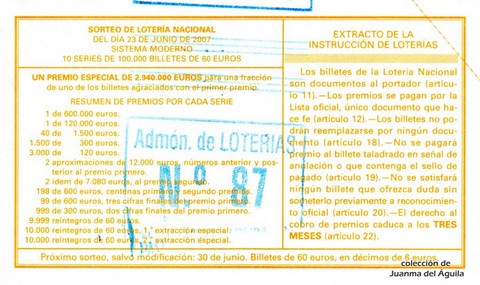 SORTEO DE LOTERÍA NACIONAL
DEL DÍA 23 DE JUNIO DE 2007
SISTEMA MODERNO
10 SERIES DE 100.000 BILLETES DE 60 EUROS
UN PREMIO ESPECIAL DE 2.940.000 EUROS para una fracción
de uno de los billetes agraciados con el primer premio.
RESUMEN DE PREMIOS POR CADA SERIE
1 de 600.000 euros.
1 de 120.000 euros.
40 de 1.500 euros.
1.500 de 300 euros.
3.000 de 120 euros.
2 aproximaciones de 12.000 euros, números anterior y pos-
terior al premio primero.
2 ídem de 7.080 euros, al premio segundo.
198 de 600 euros, centenas primero y segundo premios.
99 de 600 euros, tres cifras finales del premio primero.
999 de 300 euros, dos cifras finales del premio primero.
9.999 reintegros de 60 euros.
10.000 reintegros de 60 euros, 1.ª extracción especial.
10.000 reintegros de 60 euros, extracción especial.
EXTRACTO DE LA
INSTRUCCIÓN DE LOTERÍAS
Los billetes de la Lotería Nacional
son documentos al portador (artícu-
lo 11).—Los premios se pagan por la
Lista oficial, único documento que ha-
ce fe (artículo 12).—Los billetes no po-
drán reemplazarse por ningún docu-
mento (artículo 18).—No se pagará
premio al billete taladrado en señal de
anulación o que contenga el sello de
pagado (artículo 19).—No se satisfará
ningún billete que ofrezca duda sin
someterlo previamente a reconocimien-
to oficial (artículo 20).—El derecho al
cobro de premios caduca a los TRES
MESES (artículo 22).
Admón. de LOTERIAS
N.º 87
Próximo sorteo, salvo modificación: 30 de junio. Billetes de 60 euros, en décimos de 6 euros.
colección de
Juanma del Águila